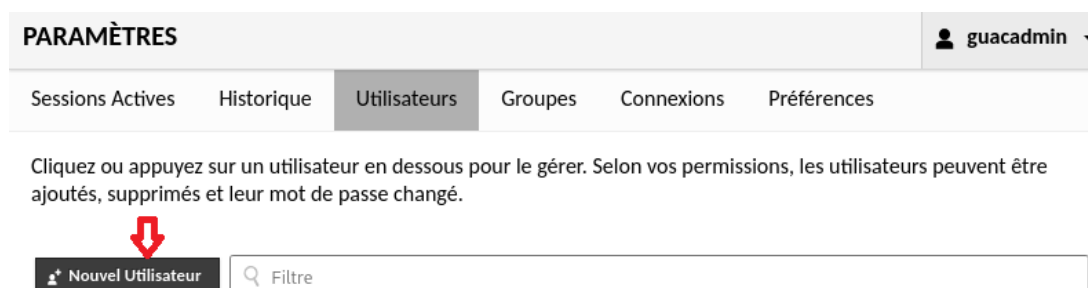 PARAMÈTRES
guacadmin
Sessions Actives Historique Utilisateurs Groupes Connexions Préférences
Cliquez ou appuyez sur un utilisateur en dessous pour le gérer. Selon vos permissions, les utilisateurs peuvent être
ajoutés, supprimés et leur mot de passe changé.
Nouvel Utilisateur Filtre